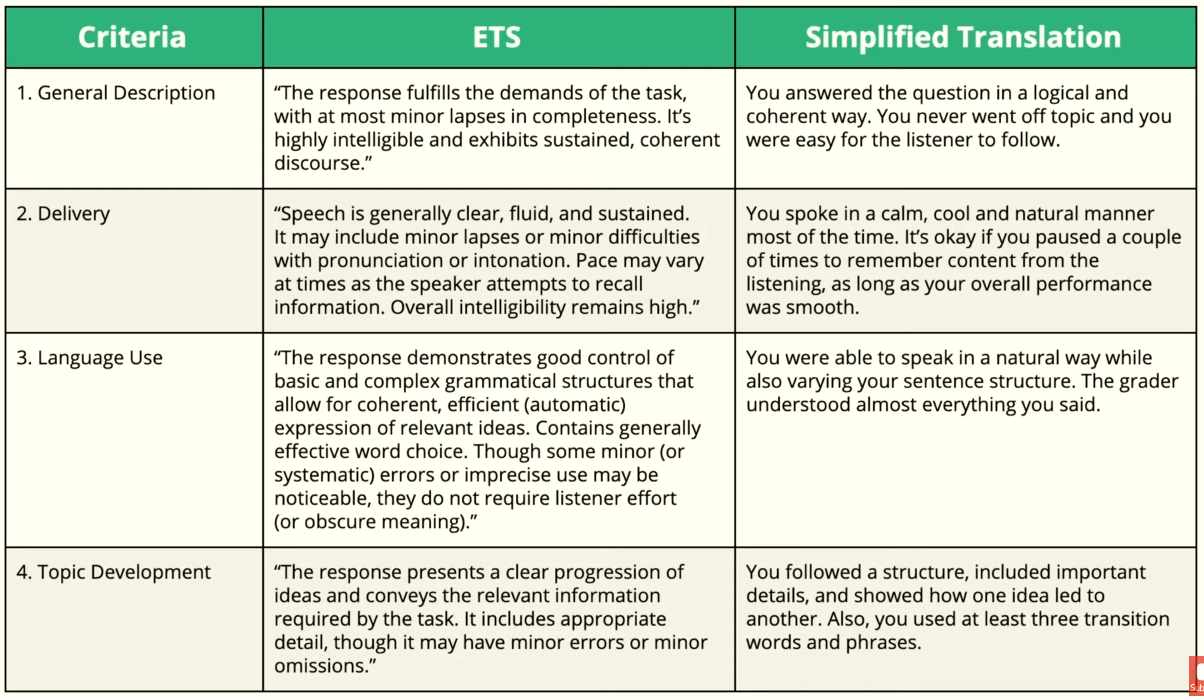 Criteria
ETS
Simplified Translation
1. General Description
“The response fulfills the demands of the task,
with at most minor lapses in completeness. It’s
highly intelligible and exhibits sustained, coherent
discourse.”
You answered the question in a logical and
coherent way. You never went off topic and you
were easy for the listener to follow.
2. Delivery
“Speech is generally clear, fluid, and sustained.
It may include minor lapses or minor difficulties
with pronunciation or intonation. Pace may vary
at times as the speaker attempts to recall
information. Overall intelligibility remains high.”
You spoke in a calm, cool and natural manner
most of the time. It’s okay if you paused a couple
of times to remember content from the
listening, as long as your overall performance
was smooth.
3. Language Use
“The response demonstrates good control of
basic and complex grammatical structures that
allow for coherent, efficient (automatic)
expression of relevant ideas. Contains generally
effective word choice. Though some minor (or
systematic) errors or imprecise use may be
noticeable, they do not require listener effort
(or obscure meaning).”
You were able to speak in a natural way while
also varying your sentence structure. The grader
understood almost everything you said.
4. Topic Development
“The response presents a clear progression of
ideas and conveys the relevant information
required by the task. It includes appropriate
detail, though it may have minor errors or minor
omissions.”
You followed a structure, included important
details, and showed how one idea led to
another. Also, you used at least three transition
words and phrases.